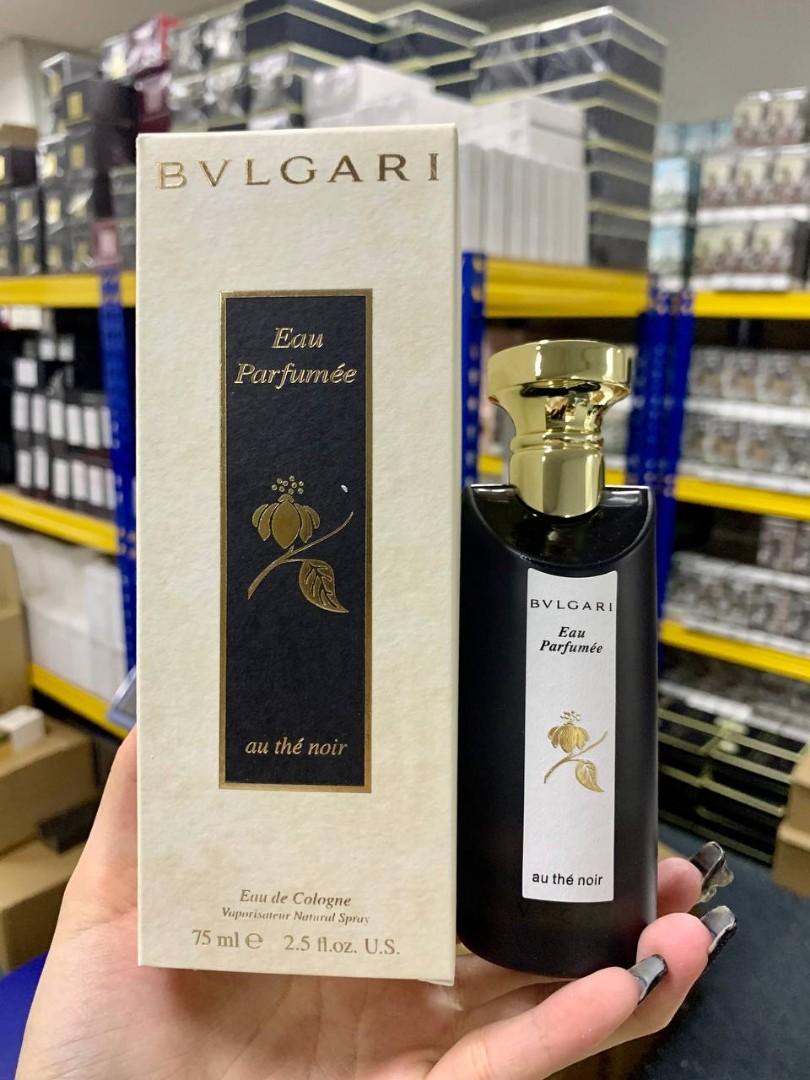 BVLGARI
Eau
Parfumée
au thé noir
Eau de Cologne
Vaporisateur Natural Spray
75 ml e 2.5 fl.oz. U.S.
BVLGARI
Eau
Parfumée
au thé noir